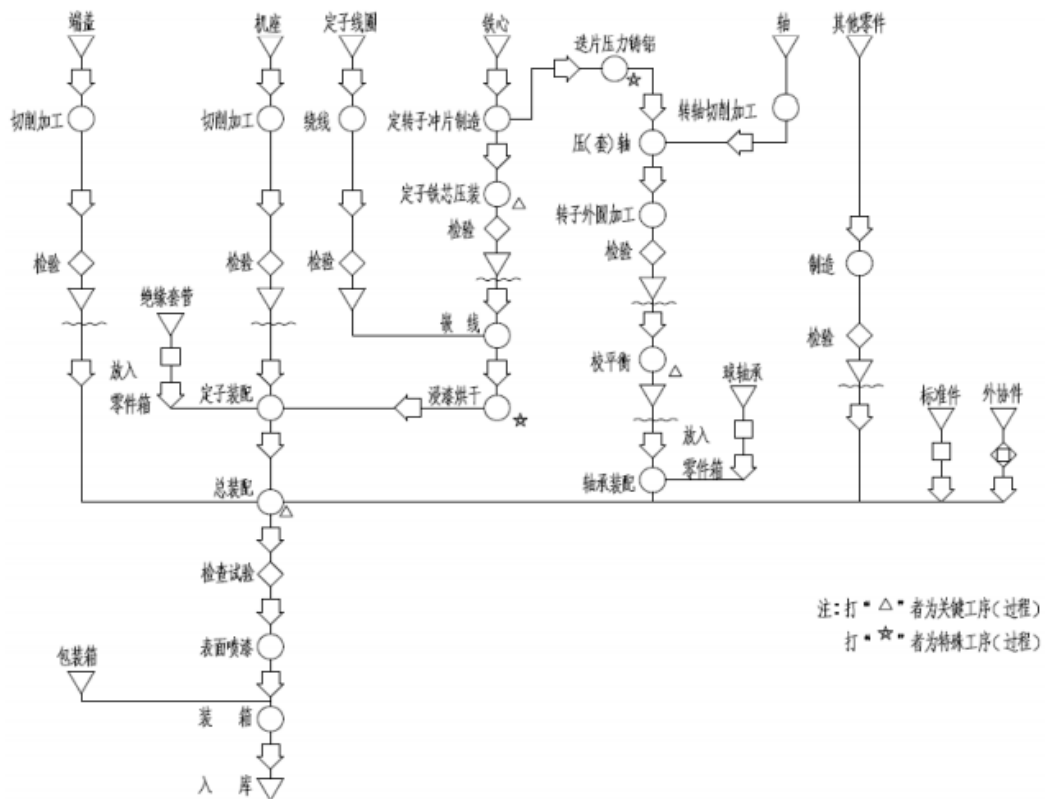 端盖
机座
定子线圈
铁心
迭片压力铸铝
轴
其他零件
切削加工
切削加工
绕线
定转子冲片制造
转轴切削加工
压(套)轴
定子铁芯压装
转子外圆加工
检验
检验
检验
检验
检验
制造
绝缘套管
嵌 线
校平衡
检验
放入
零件箱
定子装配
浸漆烘干
球轴承
标准件
外协件
放入
零件箱
总装配
轴承装配
检查试验
注:打“△”者为关键工序(过程)
打“☆”者为特殊工序(过程)
表面喷漆
包装箱
装 箱
入 库